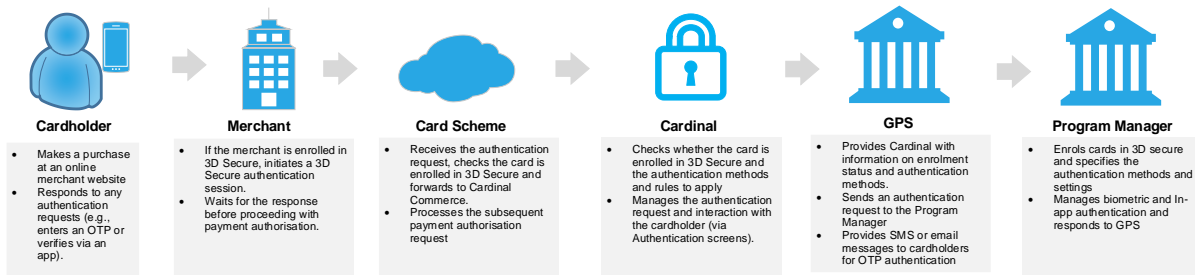 Cardholder
• Makes a purchase
at an online
merchant website
• Responds to any
authentication
requests (e.g.,
enters an OTP or
verifies via an
app).
Merchant
• If the merchant is enrolled in
3D Secure, initiates a 3D
Secure authentication
session.
• Waits for the response
before proceeding with
payment authorisation.
Card Scheme
• Receives the authentication
request, checks the card is
enrolled in 3D Secure and
forwards to Cardinal
Commerce.
• Processes the subsequent
payment authorisation
request
Cardinal
• Checks whether the card is
enrolled in 3D Secure and
the authentication methods
and rules to apply
• Manages the authentication
request and interaction with
the cardholder (via
Authentication screens).
GPS
• Provides Cardinal with
information on enrolment
status and authentication
methods.
• Sends an authentication
request to the Program
Manager
• Provides SMS or email
messages to cardholders
for OTP authentication
Program Manager
• Enrols cards in 3D secure
and specifies the
authentication methods and
settings
• Manages biometric and In-
app authentication and
responds to GPS